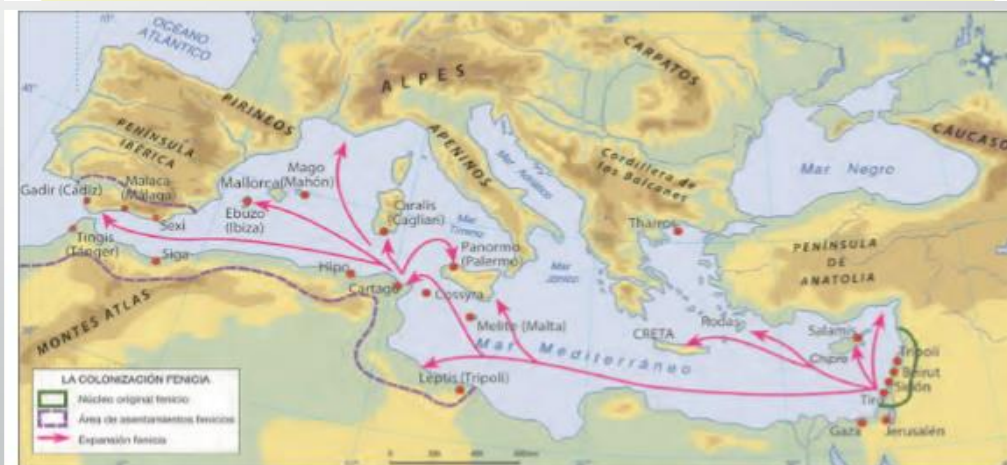 OCÉANO
ATLÁNTICO
CARPATOS
ALPES
PIRINEOS
PENÍNSULA
IBÉRICA
APENINOS
Mar
Adriático
Cordillera de
los Balcanes
CAUCASO
Mar Negro
Gadir (Cádiz)
Malaca
(Málaga)
Sexi
Tingis
(Tánger)
Siga
Mago
(Mahón)
Mallorca
Ebuzo
(Ibiza)
Caralis
(Cagliari)
Mar
Tirreno
Panormo
(Palermo)
Hipo
Cartago
Cossyra
Melite (Malta)
Mar
Jónico
Tharros
PENÍNSULA
DE
ANATOLIA
CRETA
Rodas
Salamis
Chipre
Trípoli
Beirut
Sidón
Tiro
Gaza
Jerusalén
Mar Mediterráneo
Leptis (Trípoli)
MONTES ATLAS
LA COLONIZACIÓN FENICIA
Núcleo original fenicio
Área de asentamientos fenicios
Expansión fenicia